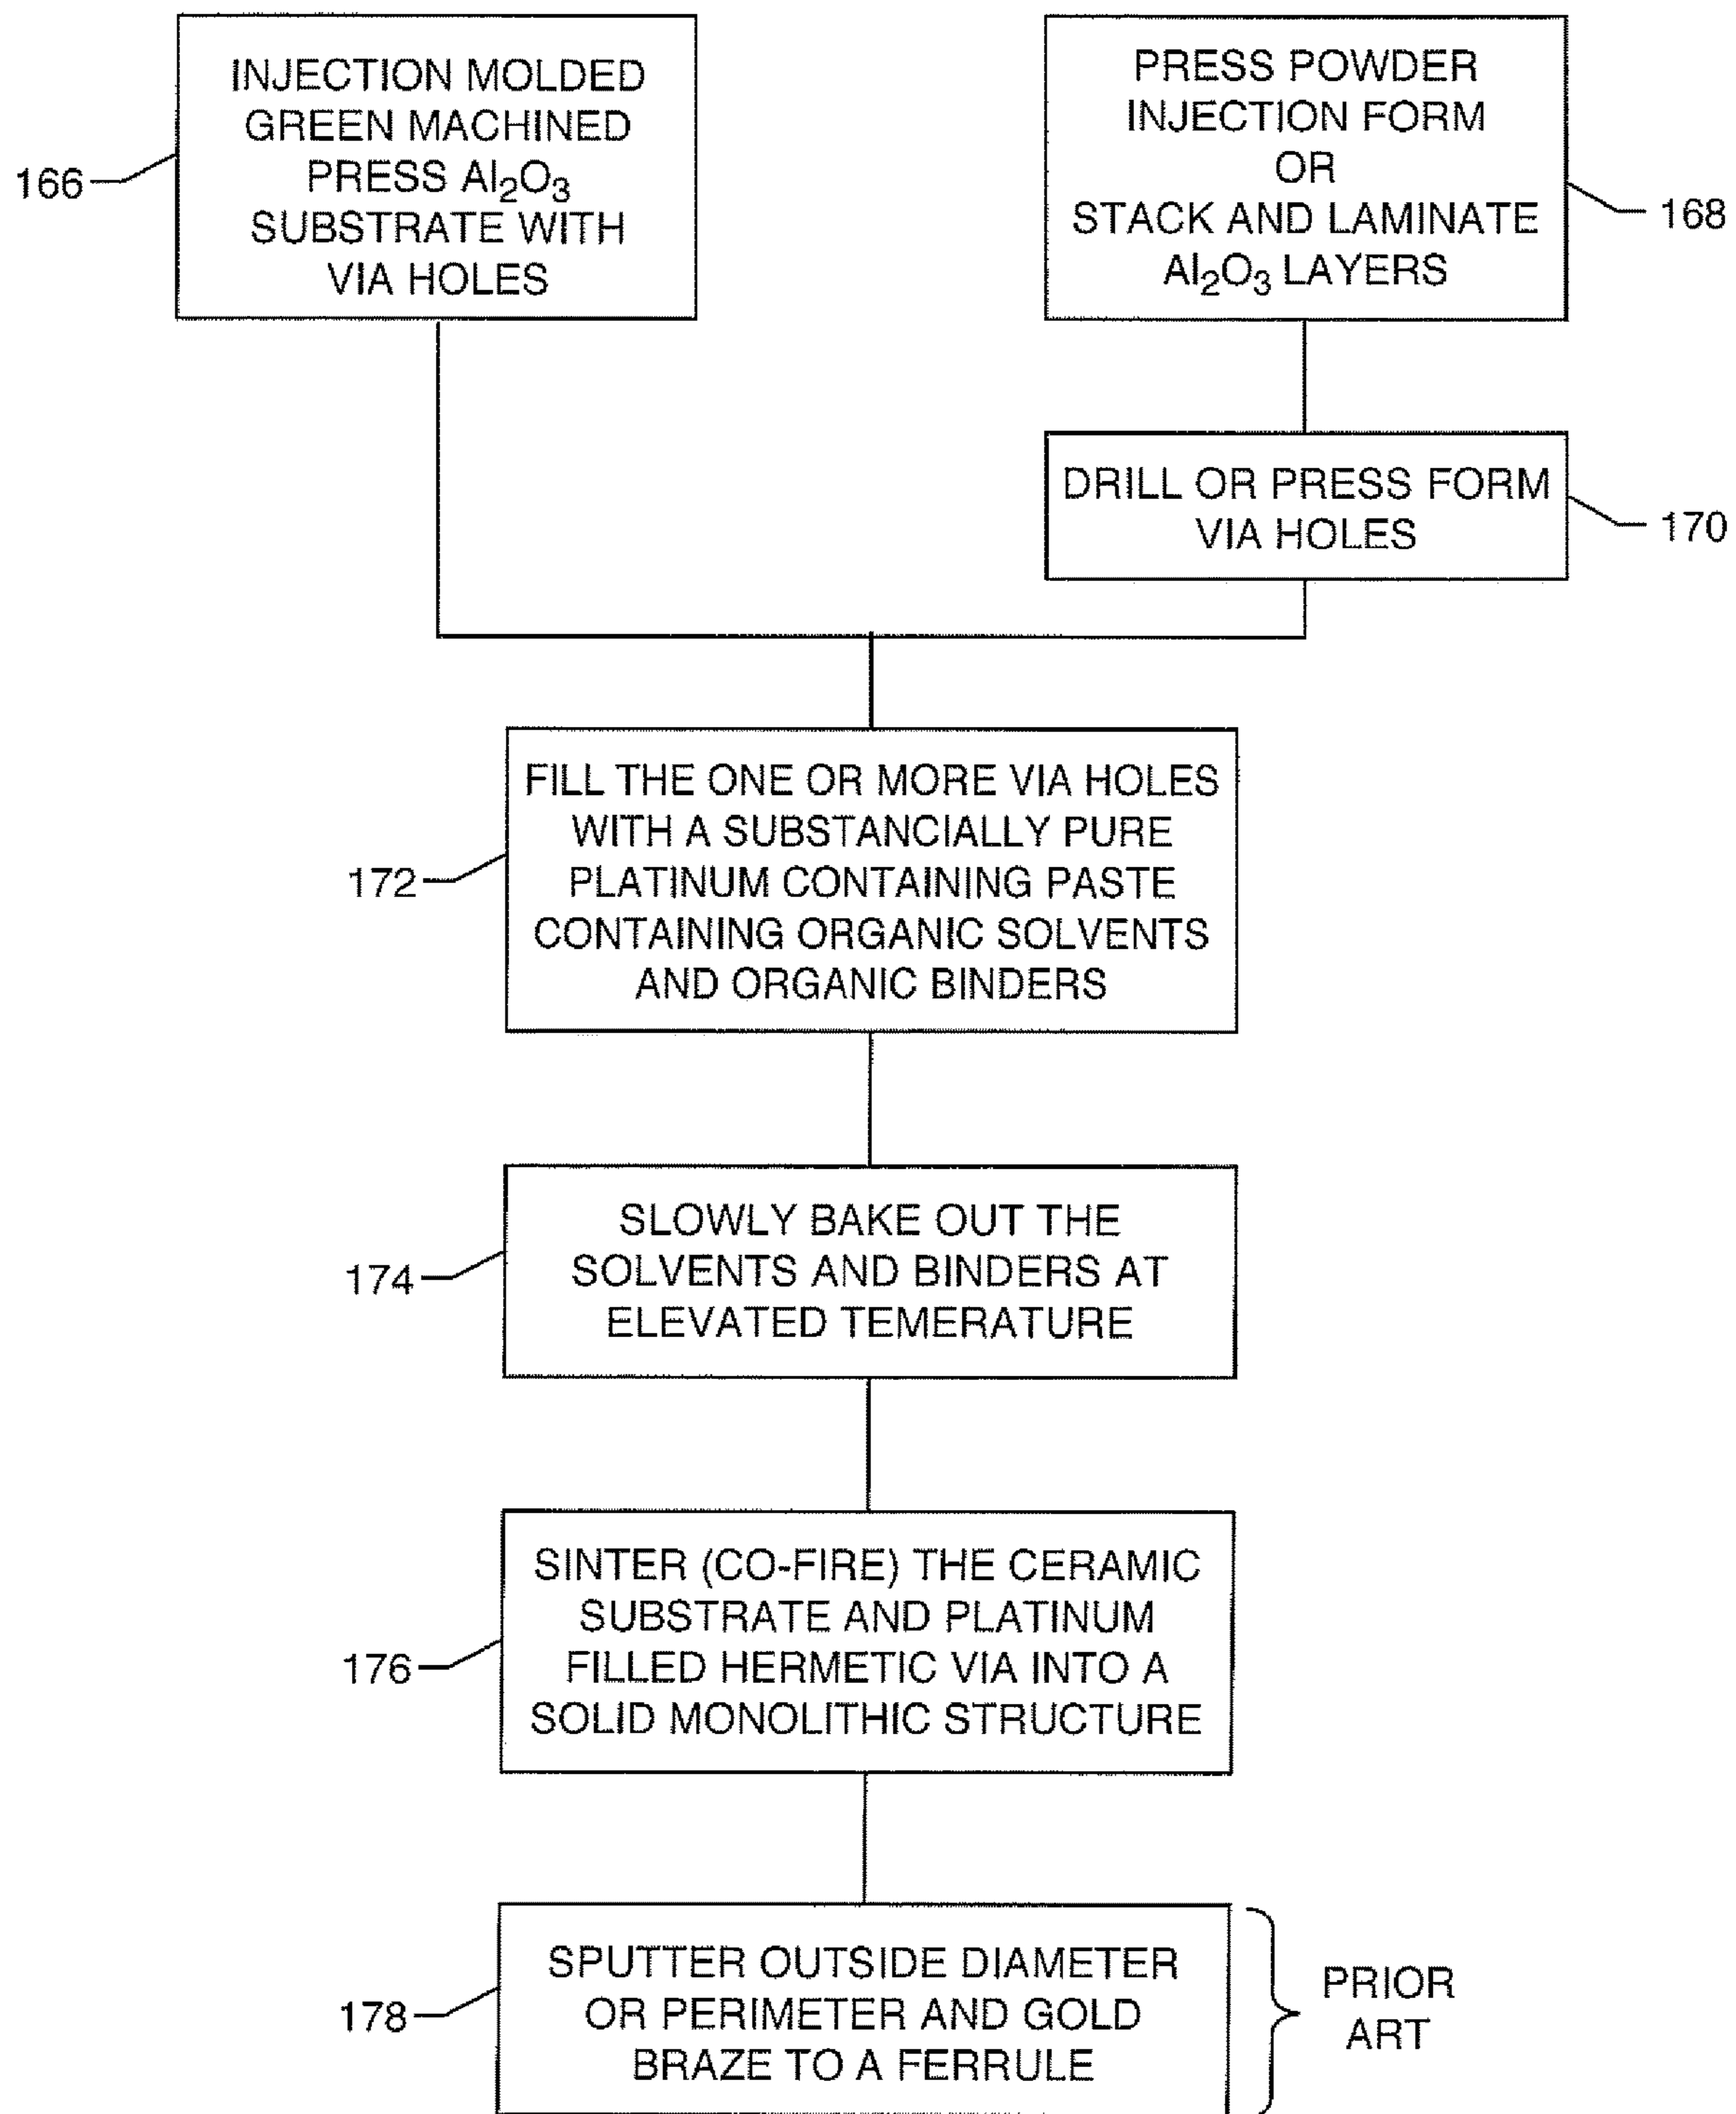 INJECTION MOLDED
GREEN MACHINED
PRESS Al₂O₃
SUBSTRATE WITH
VIA HOLES
166
PRESS POWDER
INJECTION FORM
OR
STACK AND LAMINATE
Al₂O₃ LAYERS
168
DRILL OR PRESS FORM
VIA HOLES
170
FILL THE ONE OR MORE VIA HOLES
WITH A SUBSTANCIALLY PURE
PLATINUM CONTAINING PASTE
CONTAINING ORGANIC SOLVENTS
AND ORGANIC BINDERS
172
SLOWLY BAKE OUT THE
SOLVENTS AND BINDERS AT
ELEVATED TEMERATURE
174
SINTER (CO-FIRE) THE CERAMIC
SUBSTRATE AND PLATINUM
FILLED HERMETIC VIA INTO A
SOLID MONOLITHIC STRUCTURE
176
SPUTTER OUTSIDE DIAMETER
OR PERIMETER AND GOLD
BRAZE TO A FERRULE
178
PRIOR
ART